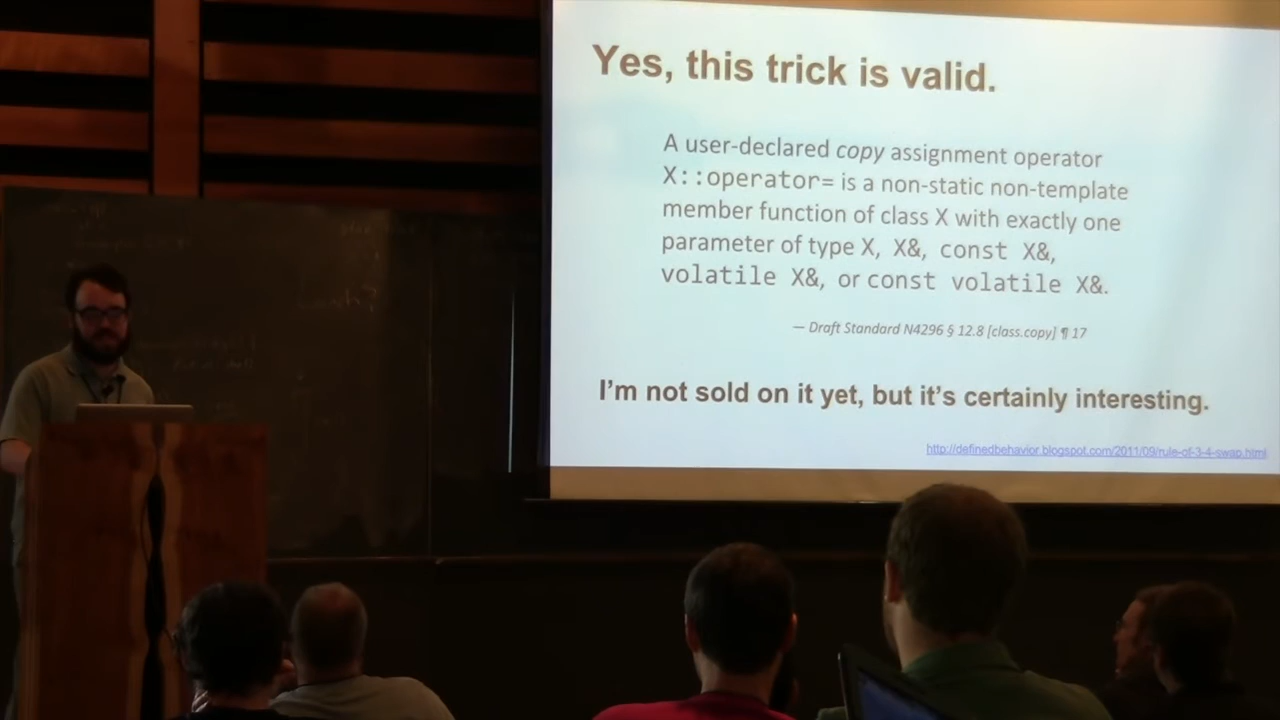 Yes, this trick is valid.
A user-declared copy assignment operator
X::operator= is a non-static non-template
member function of class X with exactly one
parameter of type X, X&, const X&,
volatile X&, or const volatile X&.
— Draft Standard N4296 § 12.8 [class.copy] ¶ 17
I'm not sold on it yet, but it's certainly interesting.
http://definedbehavior.blogspot.com/2011/09/rule-of-3-4-swap.html